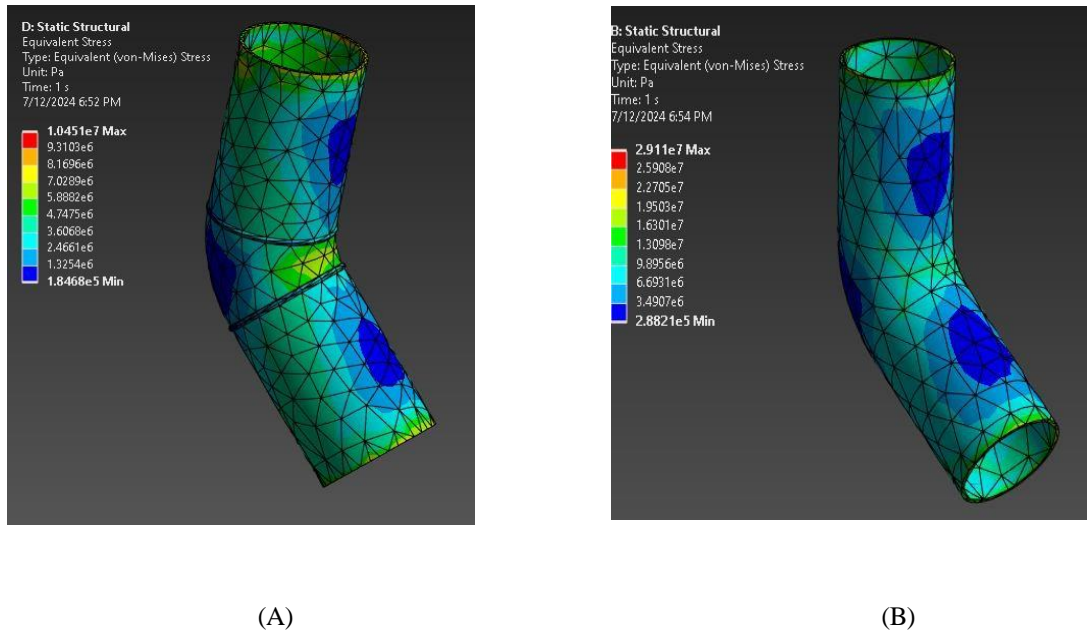 D: Static Structural
Equivalent Stress
Type: Equivalent (von-Mises) Stress
Unit: Pa
Time: 1 s
7/12/2024 6:52 PM
1.0451e7 Max
9.3103e6
8.1696e6
7.0289e6
5.8882e6
4.7475e6
3.6068e6
2.4661e6
1.3254e6
1.8468e5 Min
B: Static Structural
Equivalent Stress
Type: Equivalent (von-Mises) Stress
Unit: Pa
Time: 1 s
7/12/2024 6:54 PM
2.911e7 Max
2.5908e7
2.2705e7
1.9503e7
1.6301e7
1.3098e7
9.8956e6
6.6931e6
3.4907e6
2.8821e5 Min
(A)
(B)